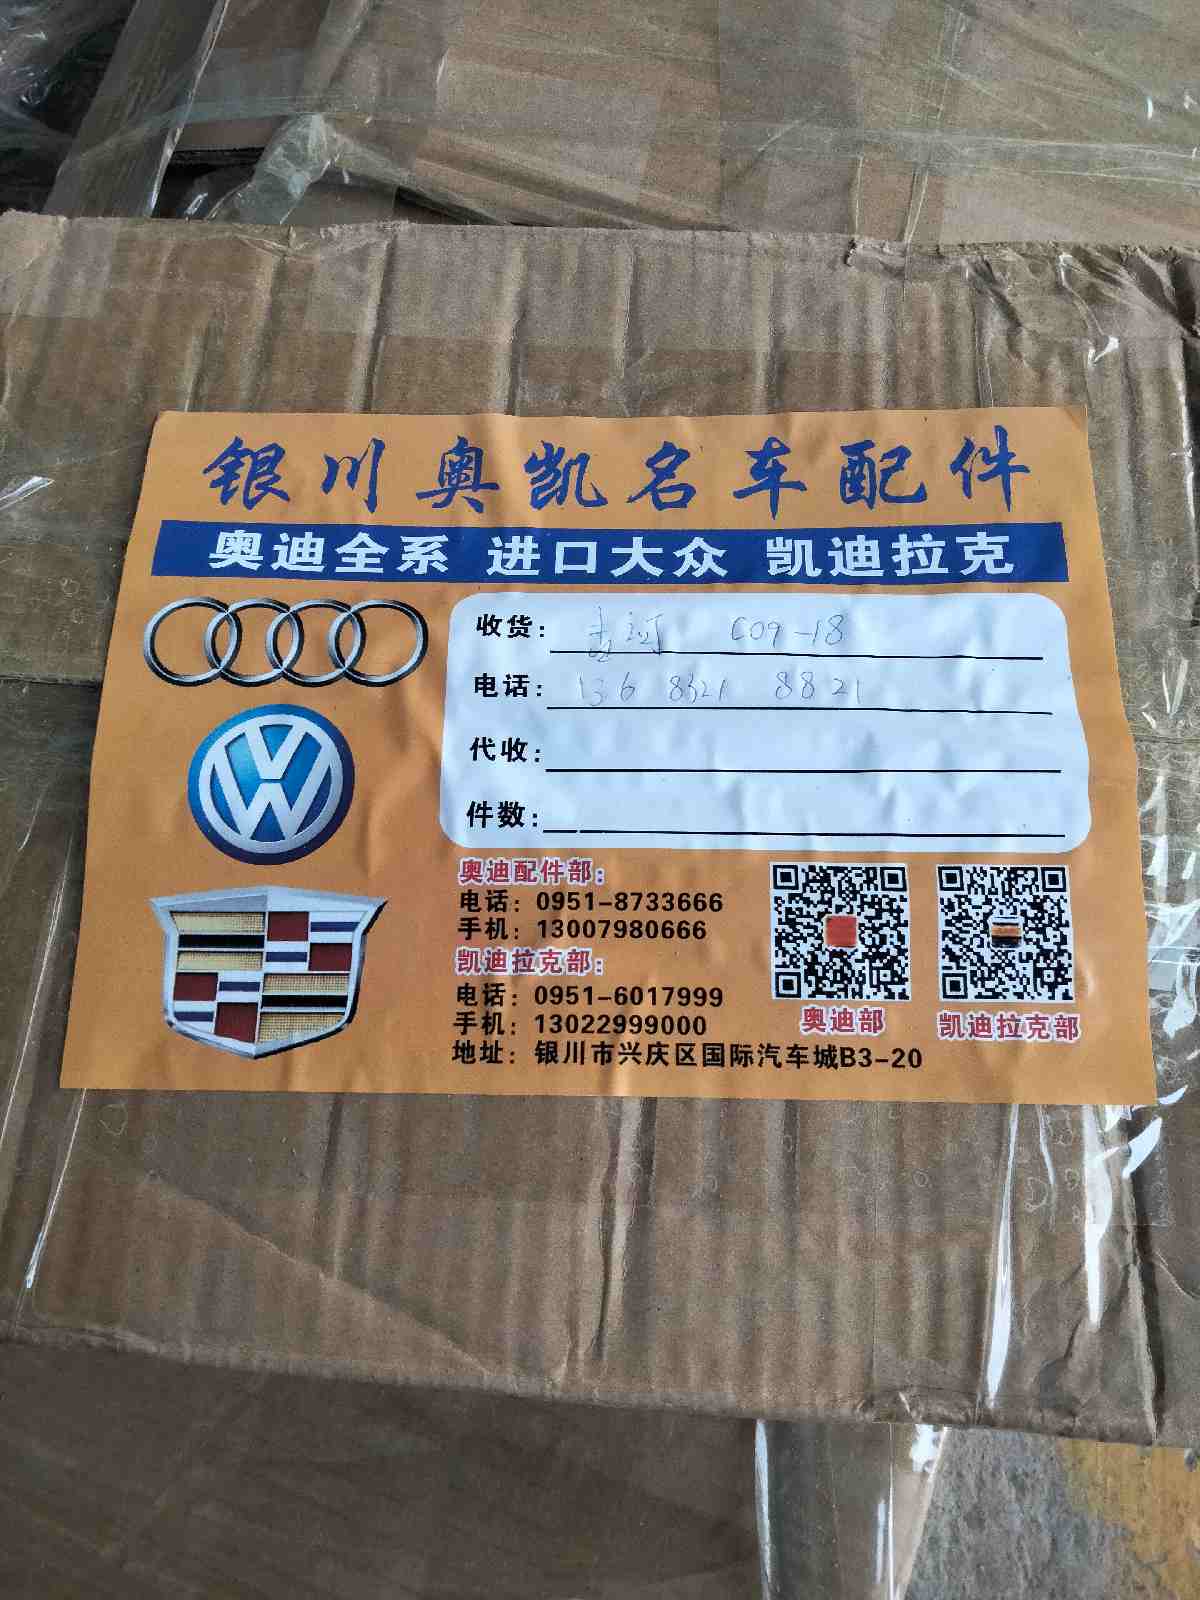 银川奥凯名车配件
奥迪全系 进口大众 凯迪拉克
收货: C09-18
电话: 136 8321 8821
代收:
件数:
奥迪配件部:
电话: 0951-8733666
手机: 13007980666
凯迪拉克部:
电话: 0951-6017999
手机: 13022999000
地址: 银川市兴庆区国际汽车城B3-20
奥迪部
凯迪拉克部